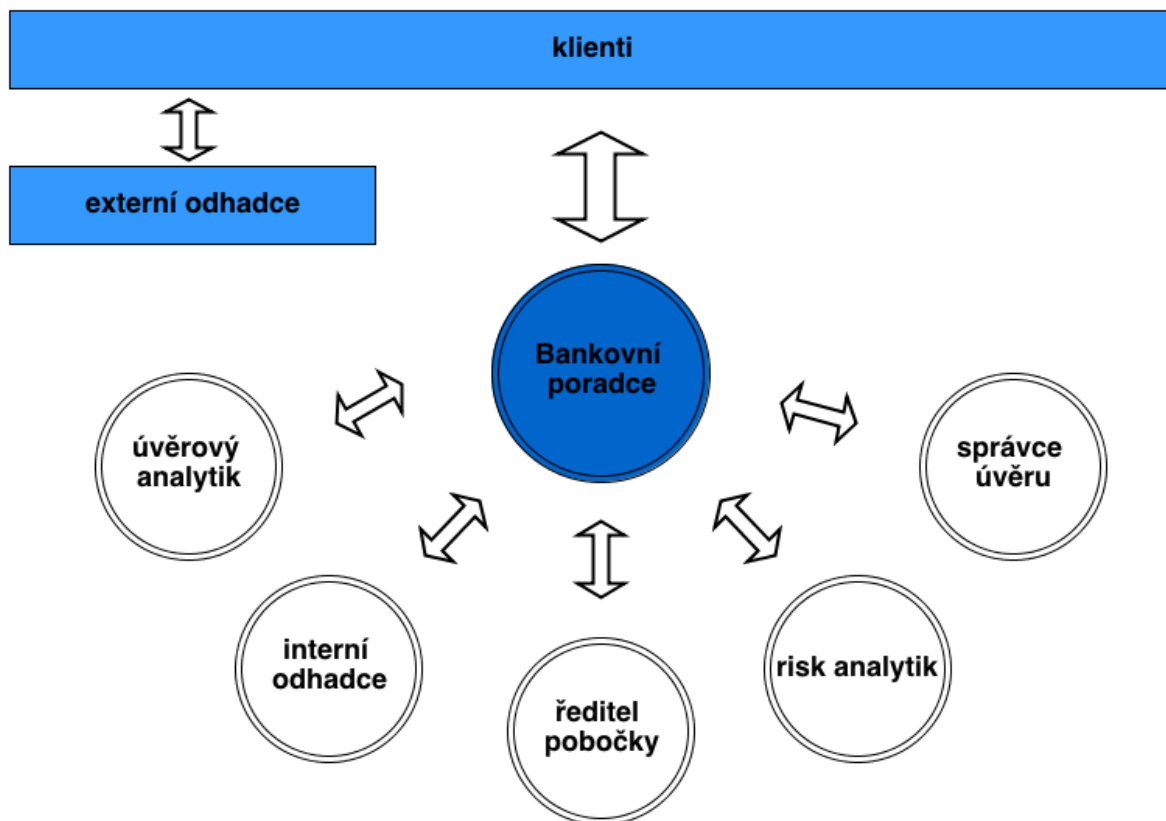 klienti
externí odhadce
Bankovní
poradce
úvěrový
analytik
správce
úvěru
interní
odhadce
risk analytik
ředitel
pobočky